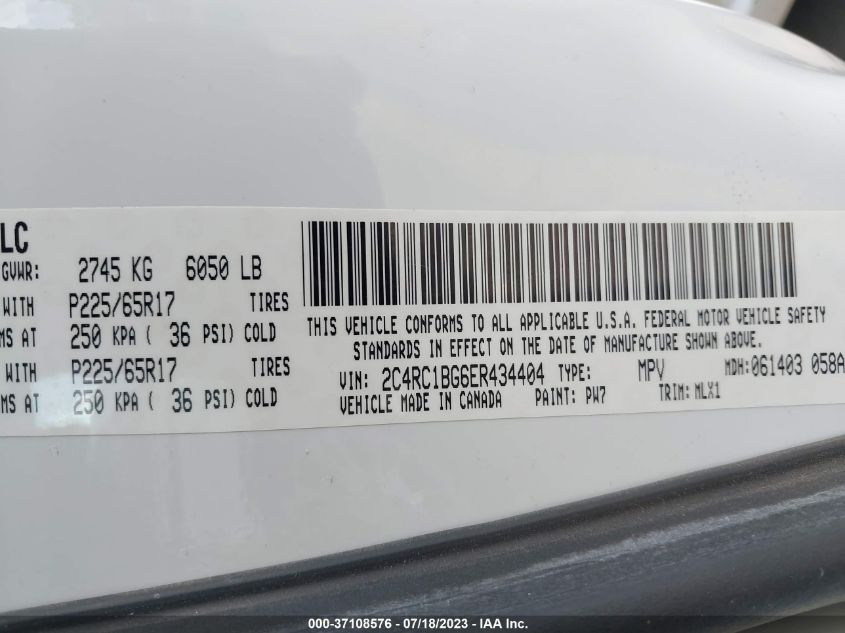 LC
GVWR: 2745 KG 6050 LB
WITH P225/65R17 TIRES
MS AT 250 KPA ( 36 PSI) COLD
WITH P225/65R17 TIRES
MS AT 250 KPA ( 36 PSI) COLD
THIS VEHICLE CONFORMS TO ALL APPLICABLE U.S.A. FEDERAL MOTOR VEHICLE SAFETY
STANDARDS IN EFFECT ON THE DATE OF MANUFACTURE SHOWN ABOVE.
VIN: 2C4RC1BG6ER434404 TYPE: MPV MDH:061403 058A
VEHICLE MADE IN CANADA PAINT: PW7 TRIM: MLX1
000-37108576 - 07/18/2023 - IAA Inc.